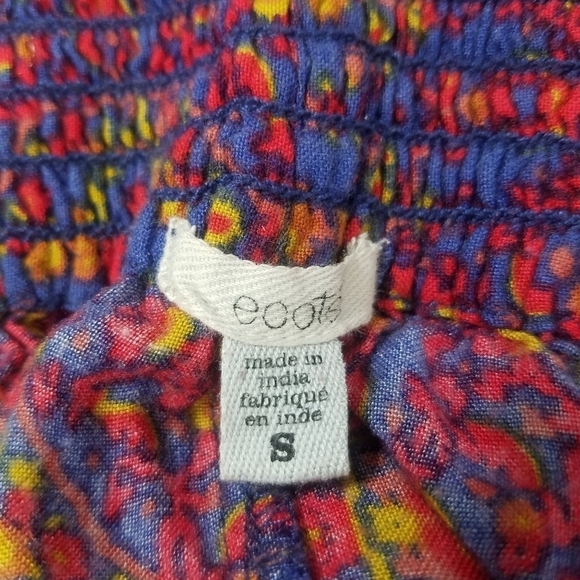 ecote
made in
india
fabriqué
en inde
S